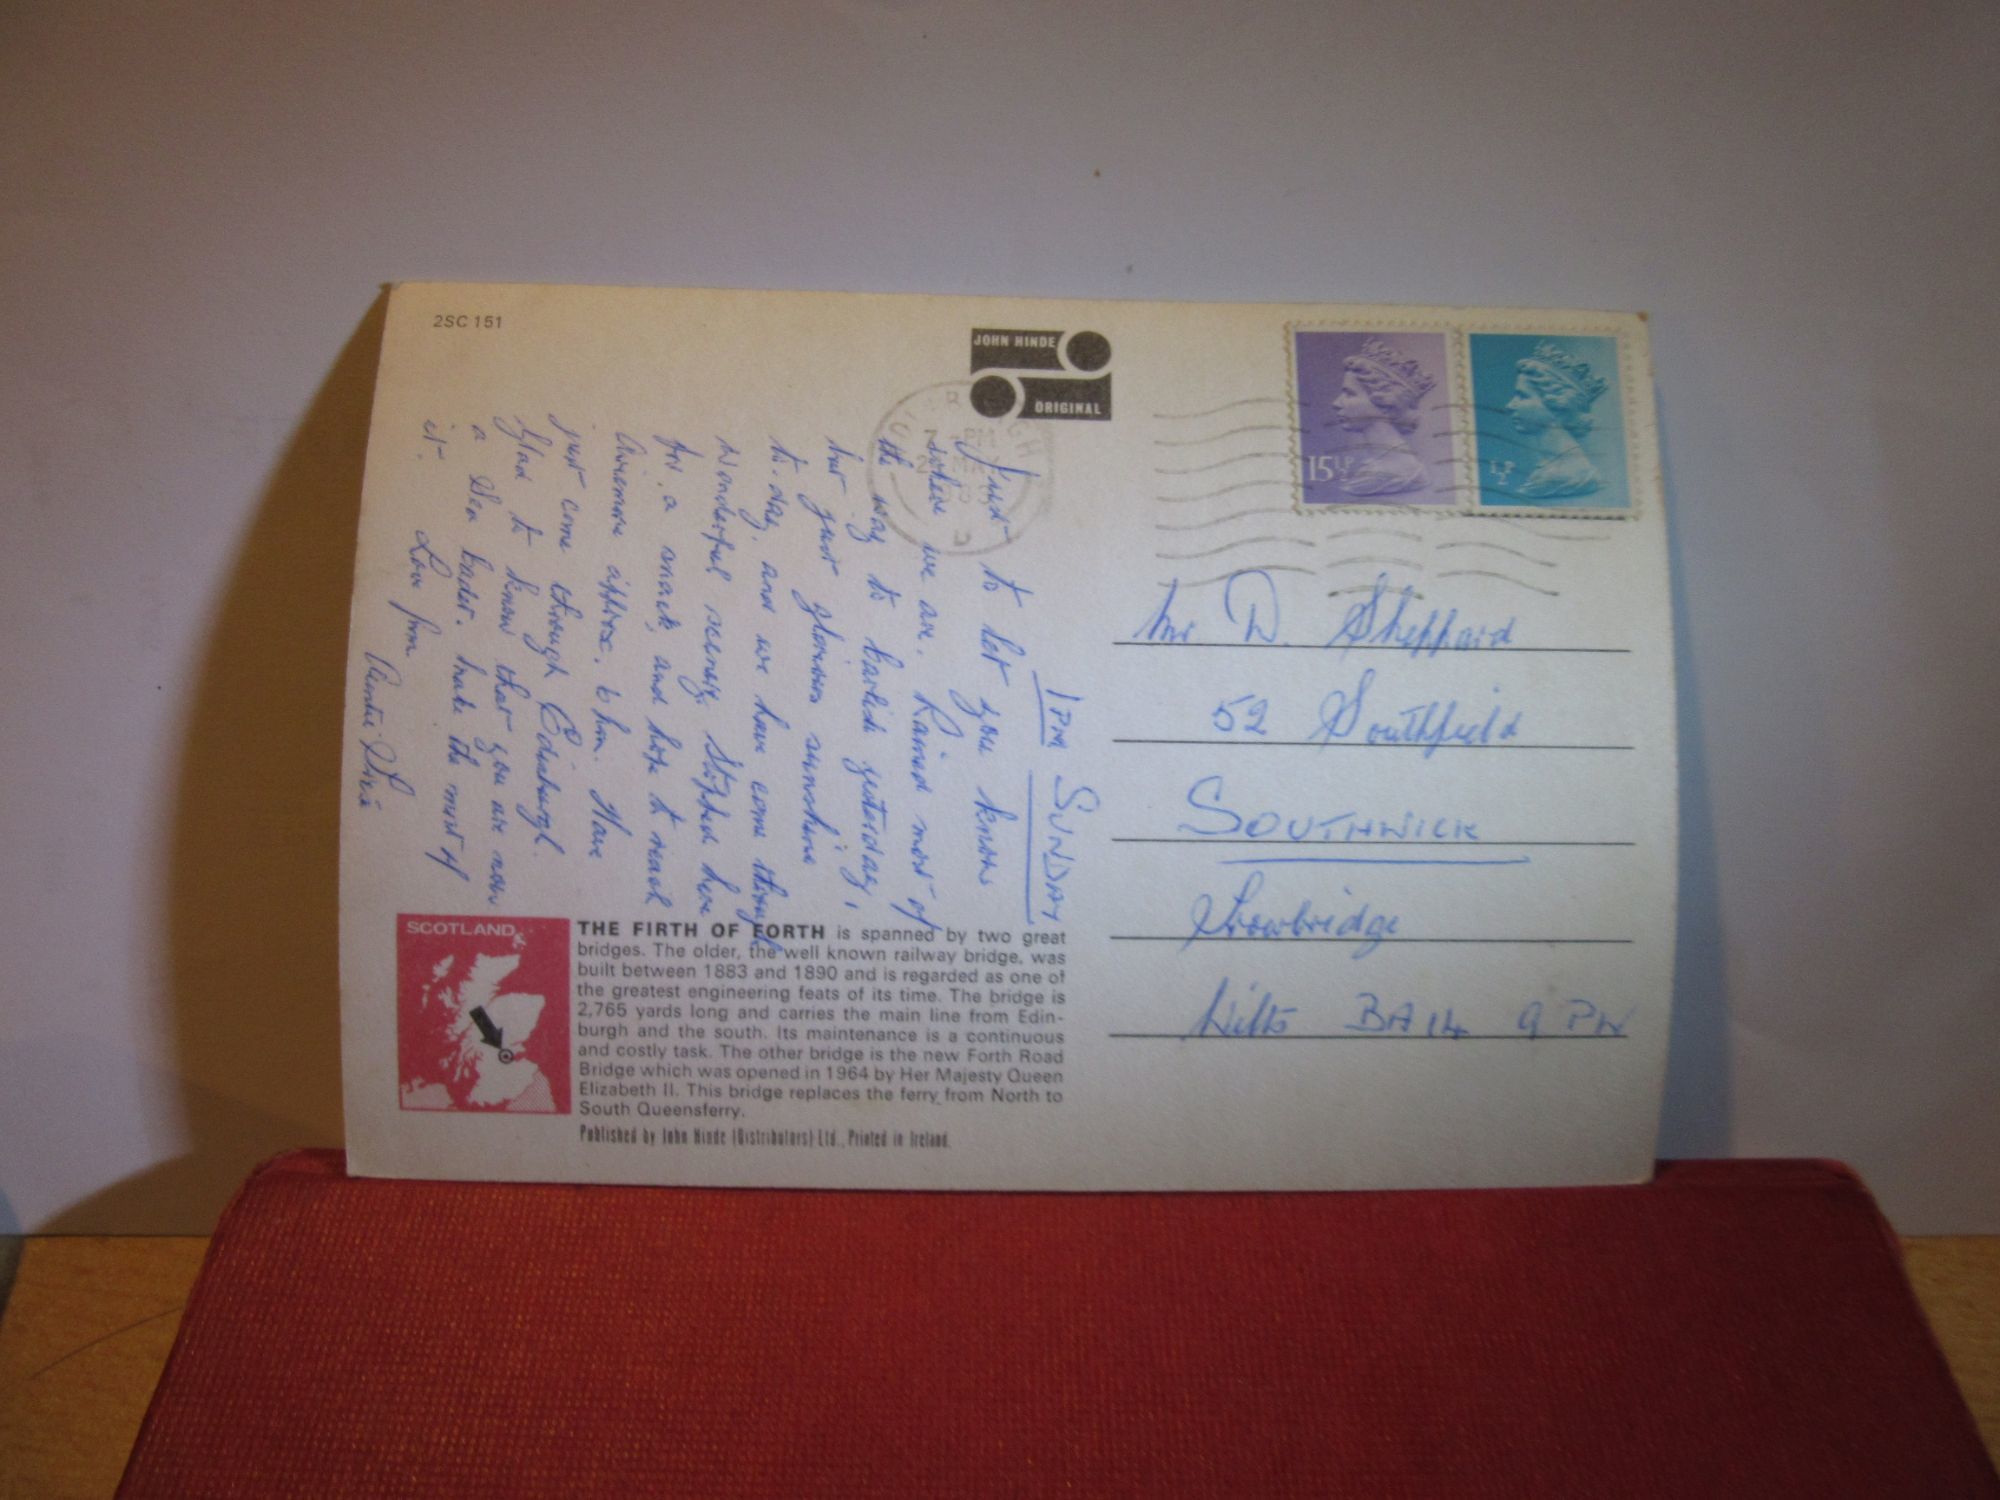 2SC 151
JOHN HINDE
ORIGINAL
15½P
½P
PM
MAY
1 PM SUNDAY
Just to let you know
where we are. Rained most of
the way to Carlisle yesterday,
but just glorious sunshine
to-day, and we have come through
wonderful scenery. Stopped here
for a snack, and hope to reach
Aviemore approx. 6 p.m. Have
just come through Edinburgh.
Glad to know that you are now
a Sea Cadet. Make the most of
it. Love from
Auntie
Mr D. Sheppard
52 Southfield
SOUTHWICK
Trowbridge
Wilts BA14 9PW
SCOTLAND
THE FIRTH OF FORTH is spanned by two great
bridges. The older, the well known railway bridge, was
built between 1883 and 1890 and is regarded as one of
the greatest engineering feats of its time. The bridge is
2,765 yards long and carries the main line from Edin-
burgh and the south. Its maintenance is a continuous
and costly task. The other bridge is the new Forth Road
Bridge which was opened in 1964 by Her Majesty Queen
Elizabeth II. This bridge replaces the ferry from North to
South Queensferry.
Published by John Hinde (Distributors) Ltd., Printed in Ireland.